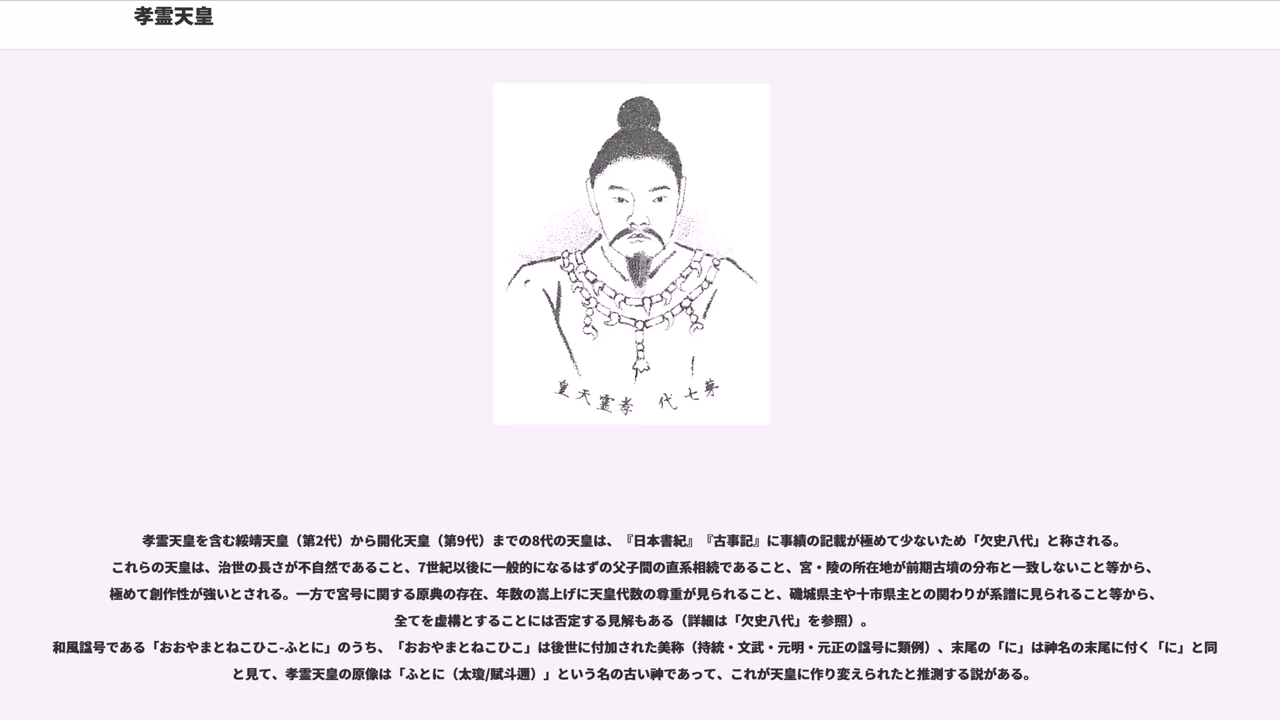 孝霊天皇
皇天霊孝 代七第
孝霊天皇を含む綏靖天皇（第2代）から開化天皇（第9代）までの8代の天皇は、『日本書紀』『古事記』に事績の記載が極めて少ないため「欠史八代」と称される。
これらの天皇は、治世の長さが不自然であること、7世紀以後に一般的になるはずの父子間の直系相続であること、宮・陵の所在地が前期古墳の分布と一致しないこと等から、
極めて創作性が強いとされる。一方で宮号に関する原典の存在、年数の嵩上げに天皇代数の尊重が見られること、磯城県主や十市県主との関わりが系譜に見られること等から、
全てを虚構とすることには否定する見解もある（詳細は「欠史八代」を参照）。
和風諡号である「おおやまとねこひこ-ふとに」のうち、「おおやまとねこひこ」は後世に付加された美称（持統・文武・元明・元正の諡号に類例）、末尾の「に」は神名の末尾に付く「に」と同
と見て、孝霊天皇の原像は「ふとに（太瓊/賦斗邇）」という名の古い神であって、これが天皇に作り変えられたと推測する説がある。